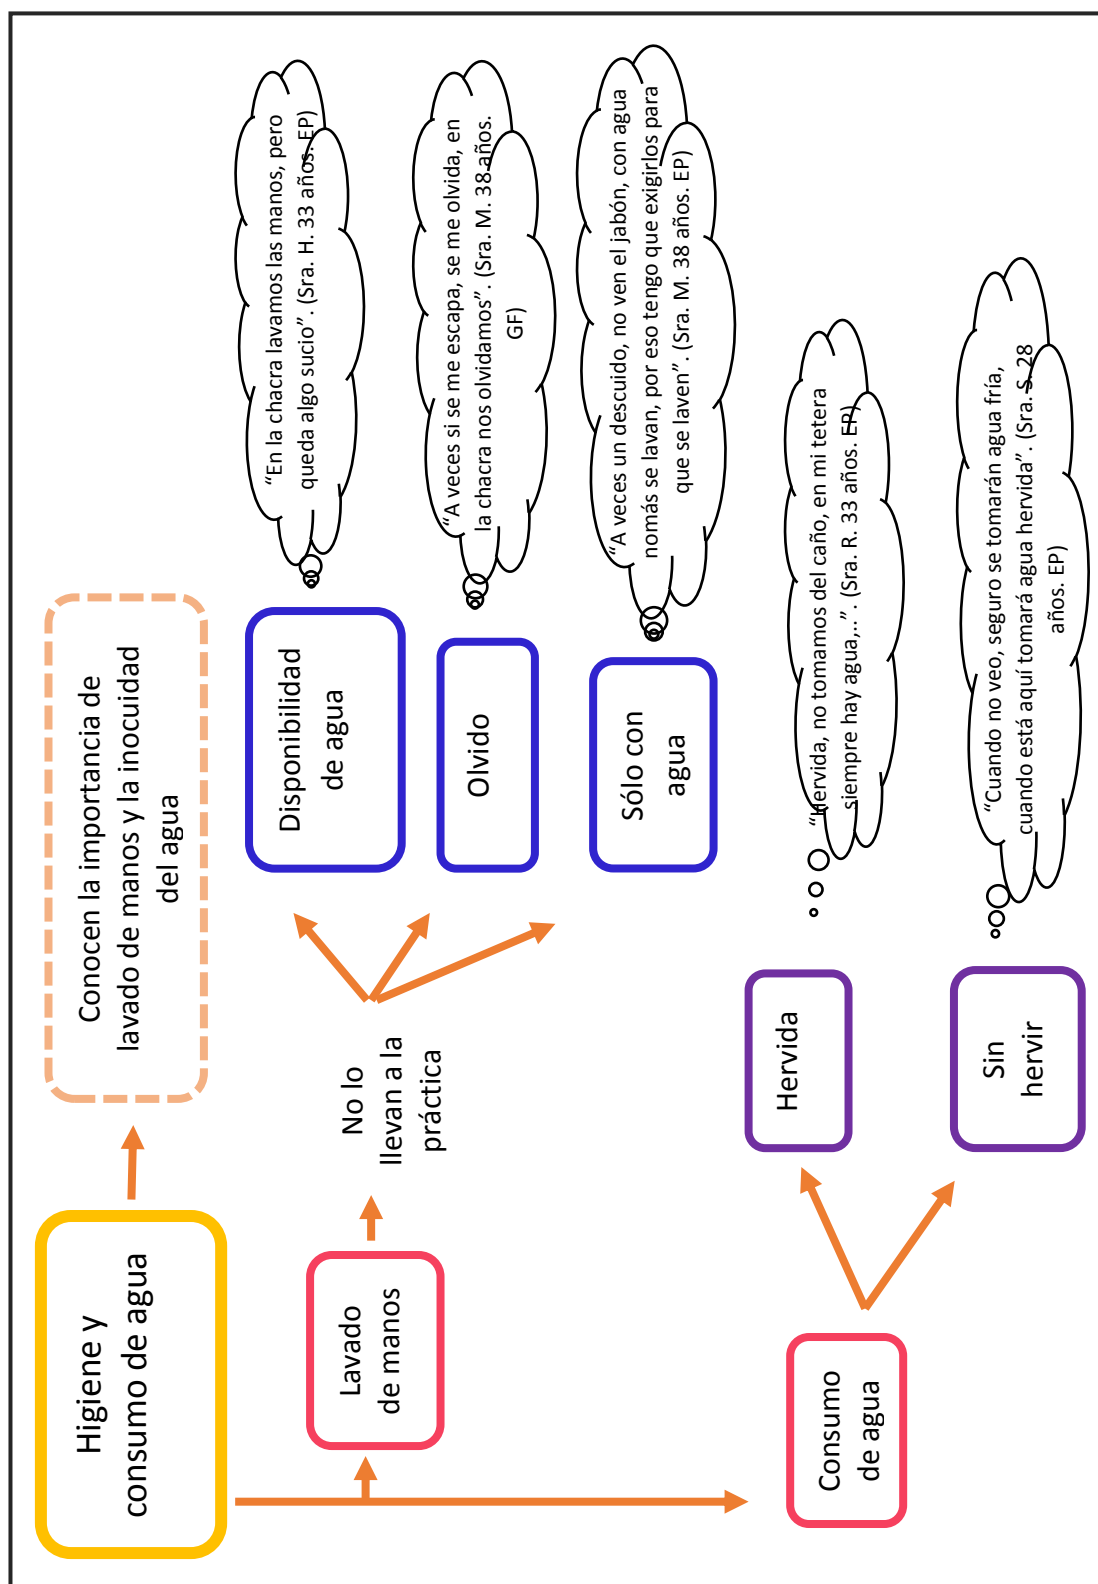 Higiene y
consumo de agua
Conocen la importancia de
lavado de manos y la inocuidad
del agua
Lavado
de manos
No lo
llevan a la
práctica
Disponibilidad
de agua
“En la chacra lavamos las manos, pero
queda algo sucio”. (Sra. H. 33 años. EP)
Olvido
“A veces si se me escapa, se me olvida, en
la chacra nos olvidamos”. (Sra. M. 38 años.
GF)
Sólo con
agua
“A veces un descuido, no ven el jabón, con agua
nomás se lavan, por eso tengo que exigirlos para
que se laven”. (Sra. M. 38 años. EP)
Consumo
de agua
Hervida
“Hervida, no tomamos del caño, en mi tetera
siempre hay agua,..”. (Sra. R. 33 años. EP)
Sin
hervir
“Cuando no veo, seguro se tomarán agua fría,
cuando está aquí tomará agua hervida”. (Sra. S. 28
años. EP)